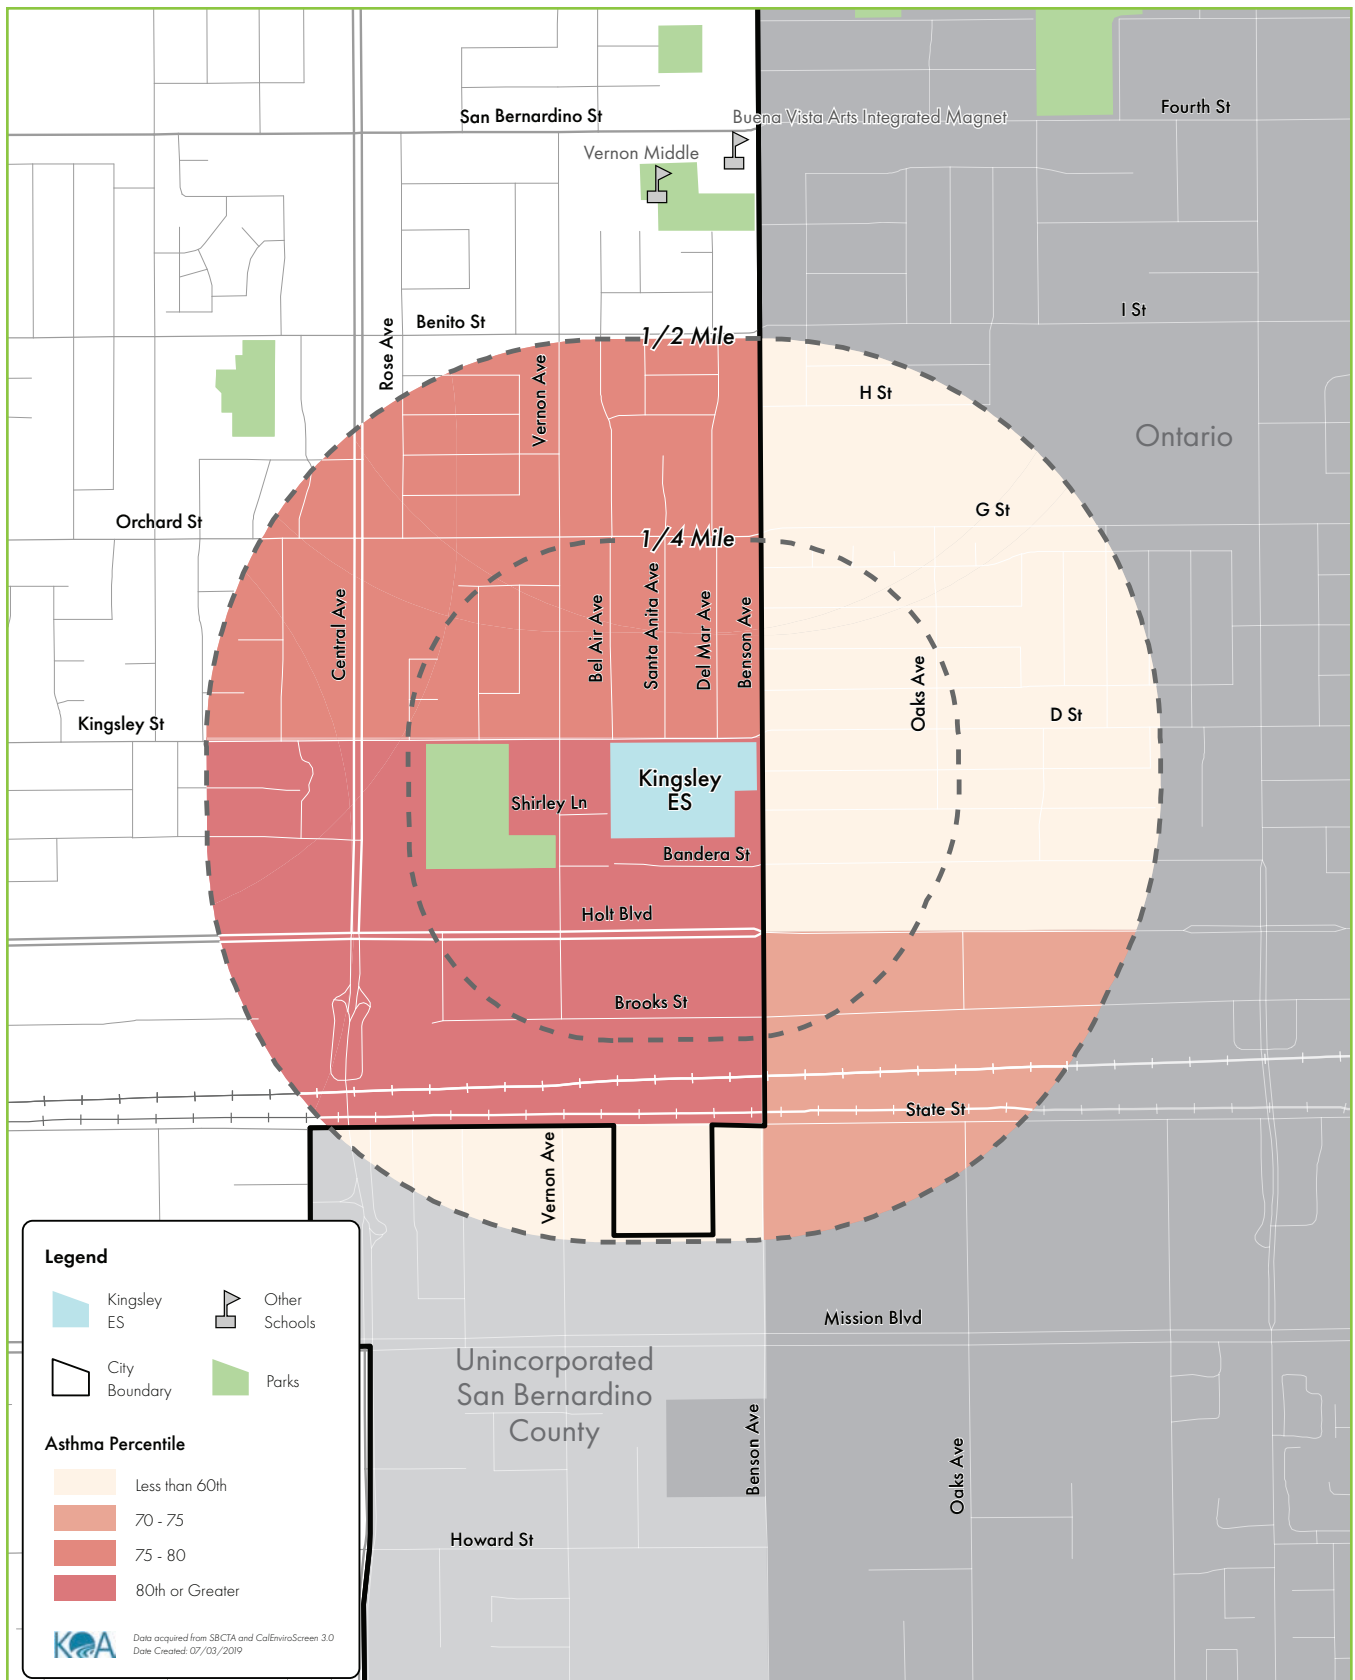 San Bernardino St
Buena Vista Arts Integrated Magnet
Fourth St
Vernon Middle
I St
Benito St
1/2 Mile
Rose Ave
Vernon Ave
H St
Ontario
G St
Orchard St
1/4 Mile
Central Ave
Bel Air Ave
Santa Anita Ave
Del Mar Ave
Benson Ave
Oaks Ave
D St
Kingsley St
Kingsley
ES
Shirley Ln
Bandera St
Holt Blvd
Brooks St
State St
Vernon Ave
Mission Blvd
Unincorporated
San Bernardino
County
Benson Ave
Oaks Ave
Howard St
Legend
Kingsley
ES
Other
Schools
City
Boundary
Parks
Asthma Percentile
Less than 60th
70 - 75
75 - 80
80th or Greater
KOA
Data acquired from SBCTA and CalEnviroScreen 3.0
Date Created: 07/03/2019